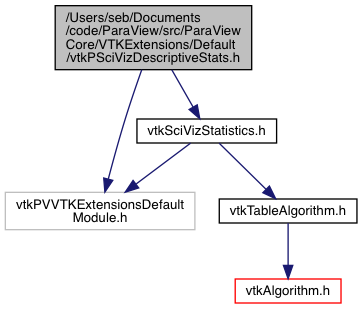 /Users/seb/Documents
/code/ParaView/src/ParaView
Core/VTKExtensions/Default
/vtkPSciVizDescriptiveStats.h
vtkSciVizStatistics.h
vtkPVVTKExtensionsDefault
Module.h
vtkTableAlgorithm.h
vtkAlgorithm.h